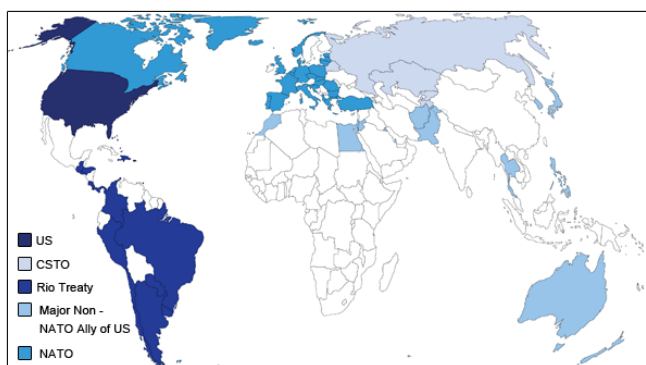 US
CSTO
Rio Treaty
Major Non -
NATO Ally of US
NATO